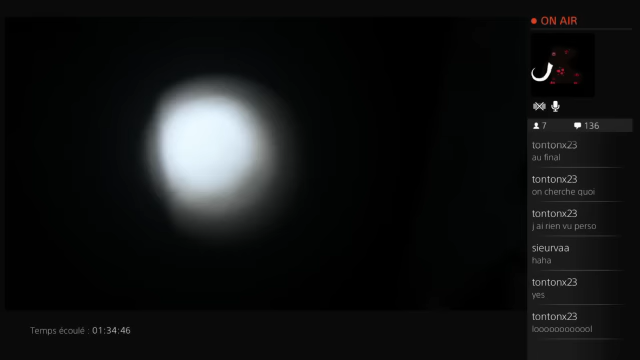 ON AIR
7 136
tontonx23
au final
tontonx23
on cherche quoi
tontonx23
j ai rien vu perso
sieurvaa
haha
tontonx23
yes
tontonx23
loooooooooool
Temps écoulé : 01:34:46